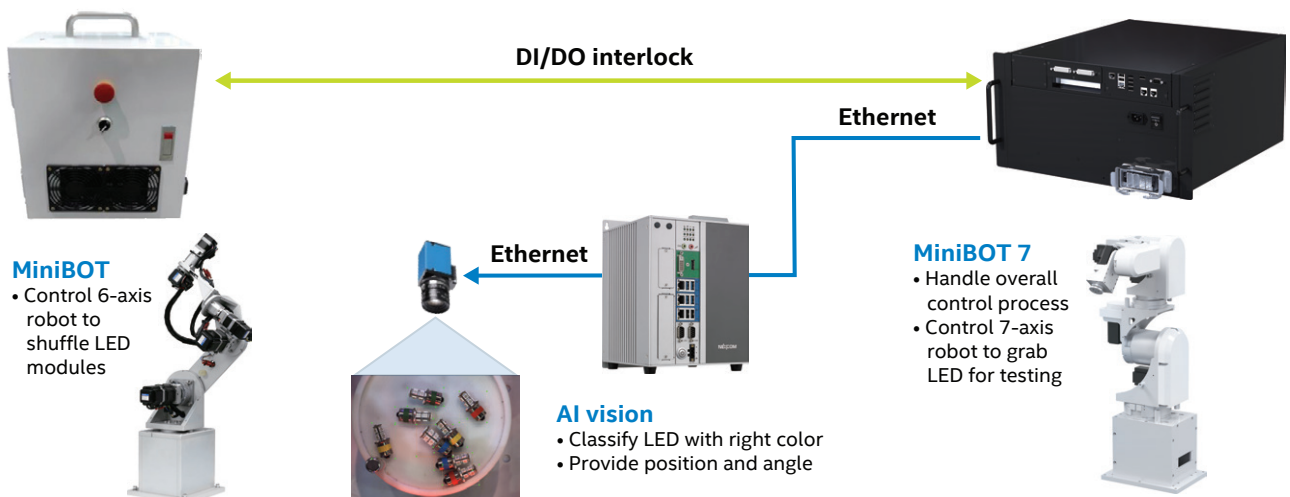 DI/DO interlock
Ethernet
Ethernet
MiniBOT
• Control 6-axis
robot to
shuffle LED
modules
AI vision
• Classify LED with right color
• Provide position and angle
MiniBOT 7
• Handle overall
control process
• Control 7-axis
robot to grab
LED for testing